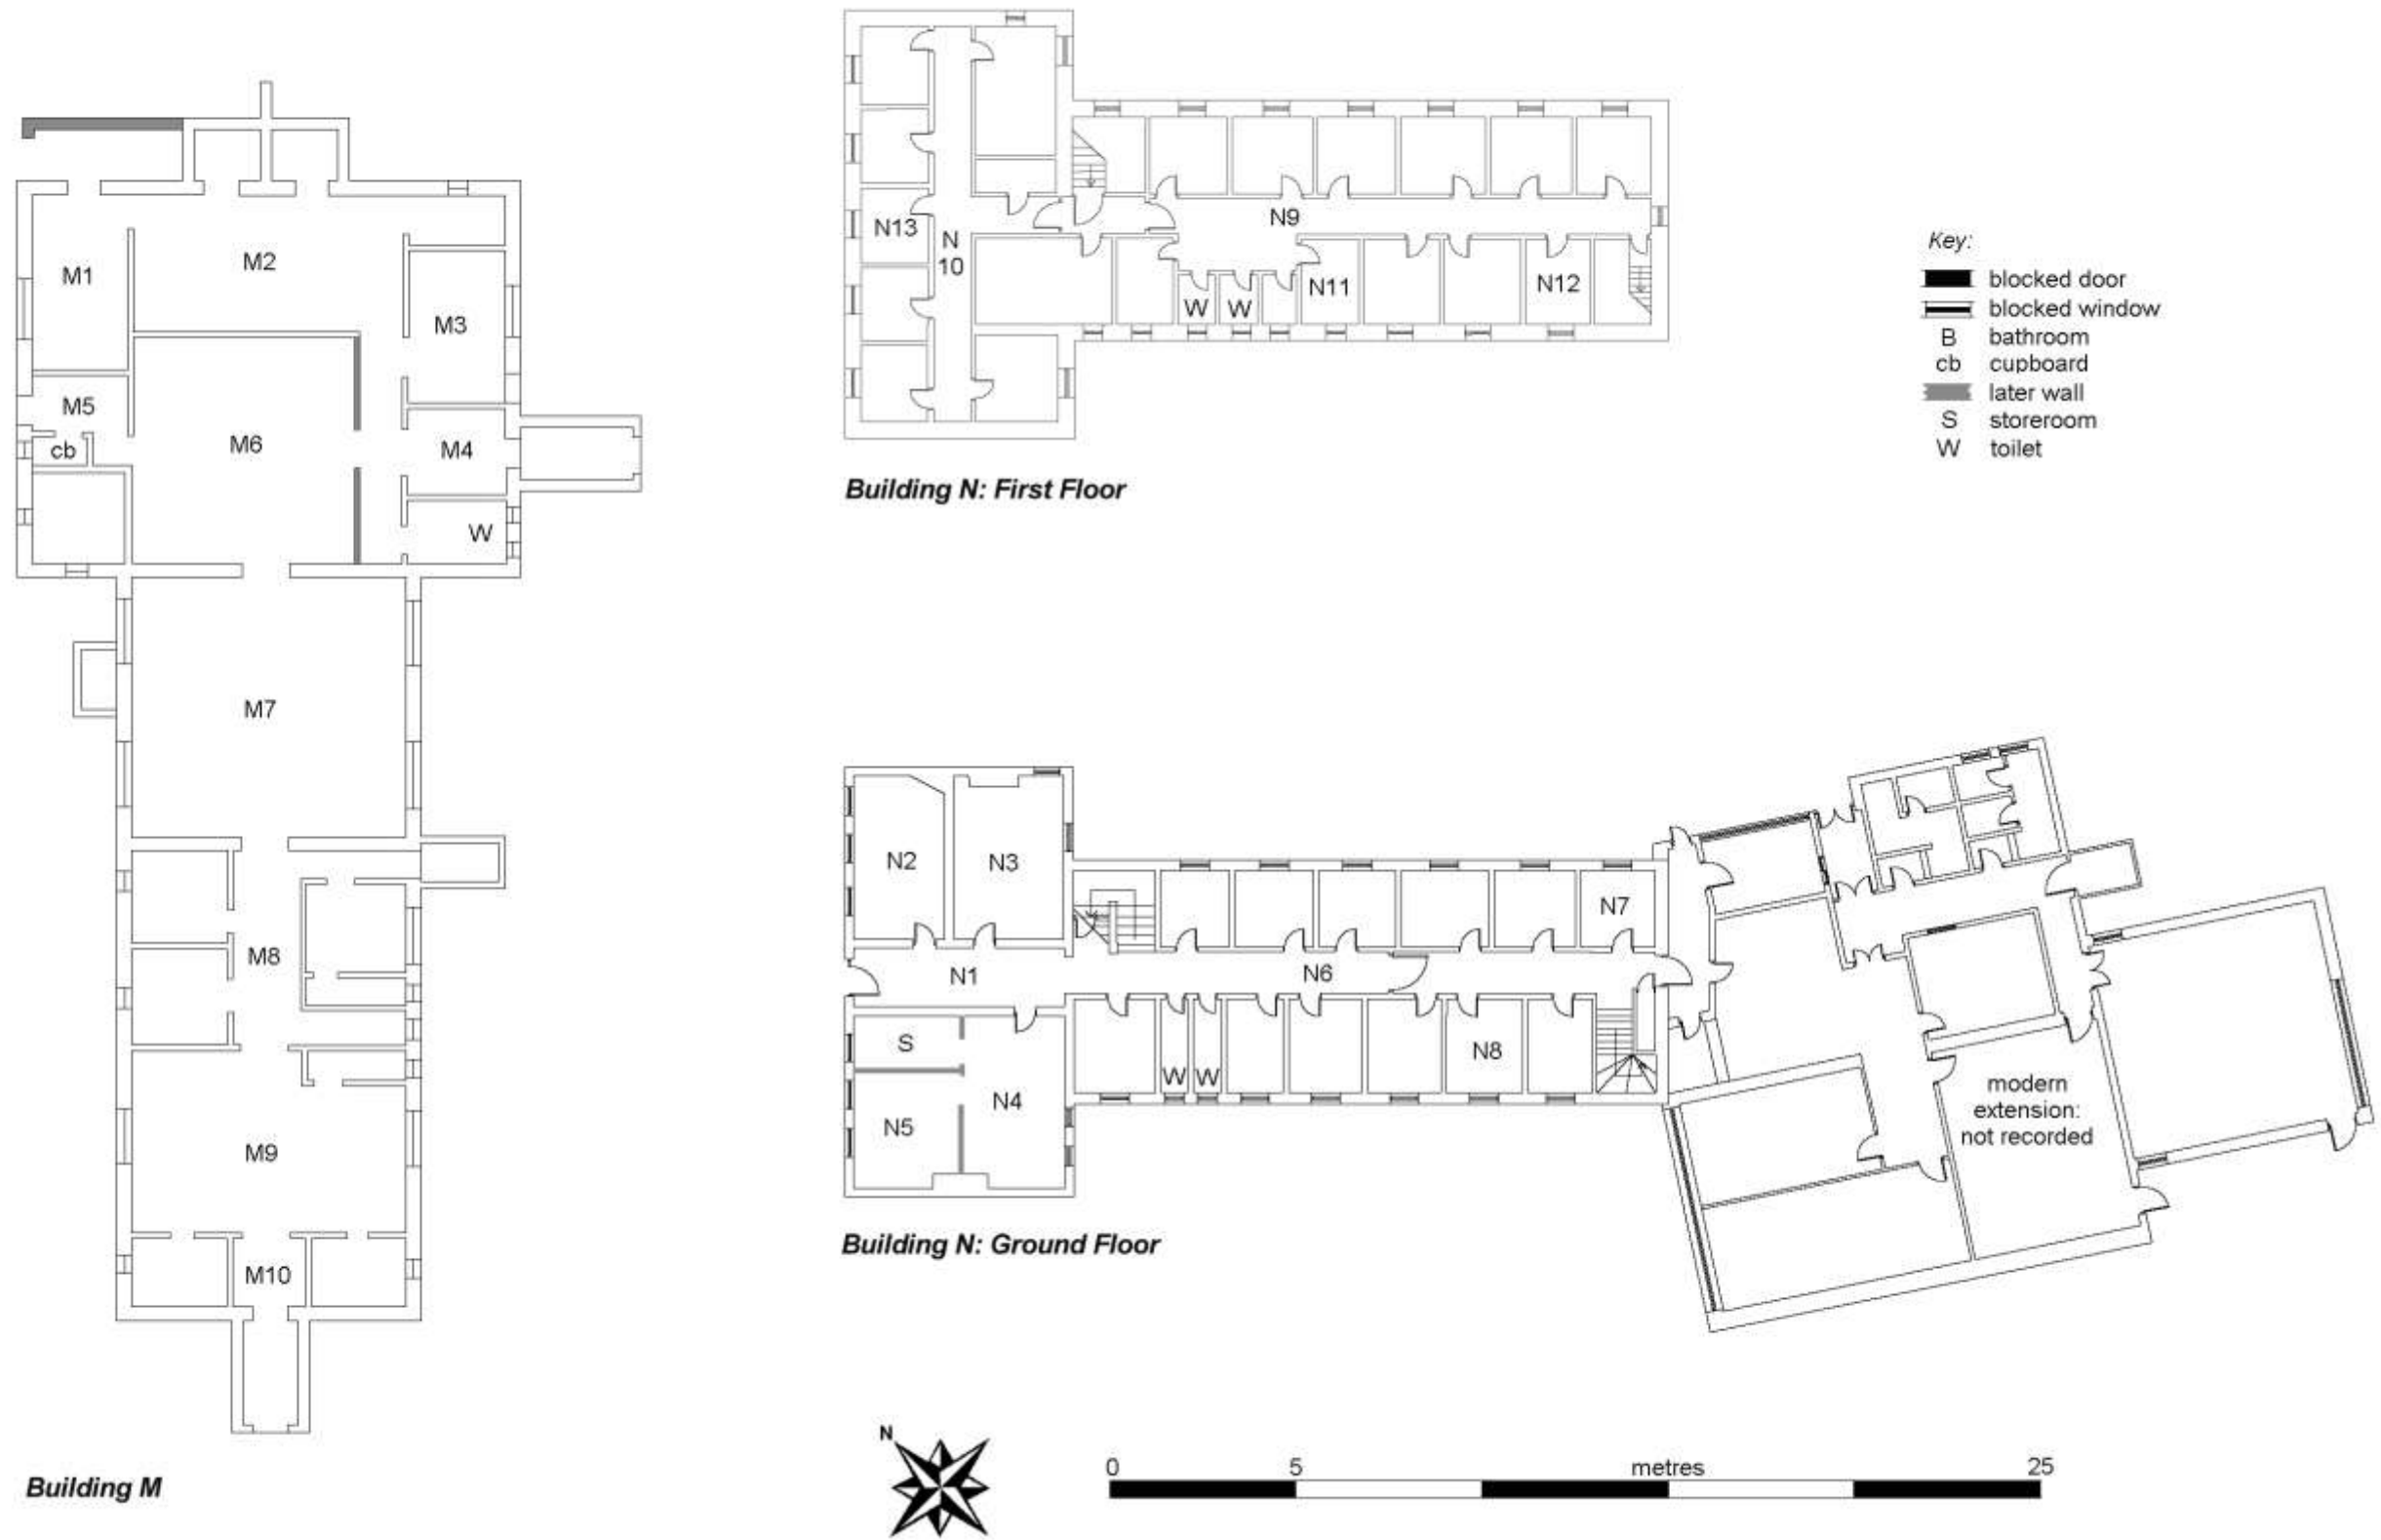 M1
M2
M3
M5
cb
M6
M4
W
M7
M8
M9
M10
Building M
N13
N
10
N9
W
W
N11
N12
Building N: First Floor
Key:
blocked door
blocked window
B bathroom
cb cupboard
later wall
S storeroom
W toilet
N2
N3
N7
N1
N6
S
N5
N4
W
W
N8
modern
extension:
not recorded
Building N: Ground Floor
N
0 5 metres 25